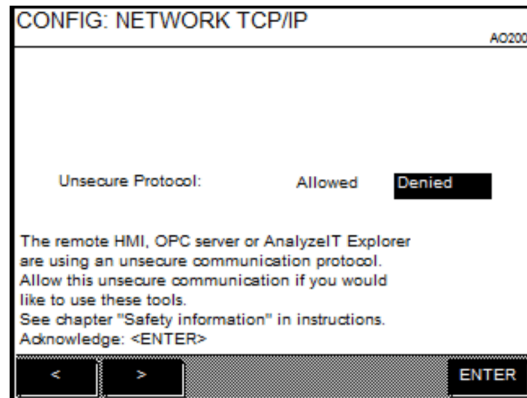 CONFIG: NETWORK TCP/IP
AO200
Unsecure Protocol: Allowed Denied
The remote HMI, OPC server or AnalyzeIT Explorer
are using an unsecure communication protocol.
Allow this unsecure communication if you would
like to use these tools.
See chapter "Safety information" in instructions.
Acknowledge: <ENTER>
< > ENTER